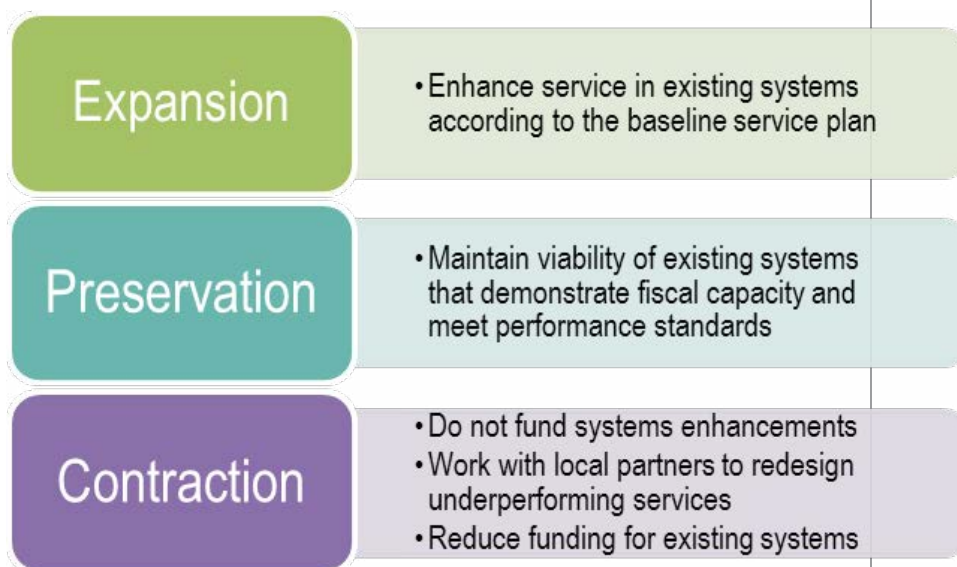 Expansion
•Enhance service in existing systems
according to the baseline service plan
Preservation
•Maintain viability of existing systems
that demonstrate fiscal capacity and
meet performance standards
Contraction
•Do not fund systems enhancements
•Work with local partners to redesign
underperforming services
•Reduce funding for existing systems